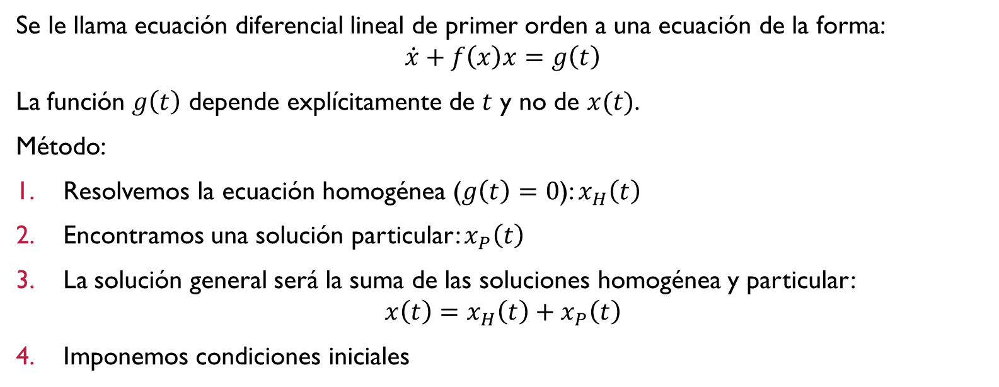 Se le llama ecuación diferencial lineal de primer orden a una ecuación de la forma:
ẋ + f(x)x = g(t)
La función g(t) depende explícitamente de t y no de x(t).
Método:
1. Resolvemos la ecuación homogénea (g(t) = 0): x_H(t)
2. Encontramos una solución particular: x_P(t)
3. La solución general será la suma de las soluciones homogénea y particular:
x(t) = x_H(t) + x_P(t)
4. Imponemos condiciones iniciales